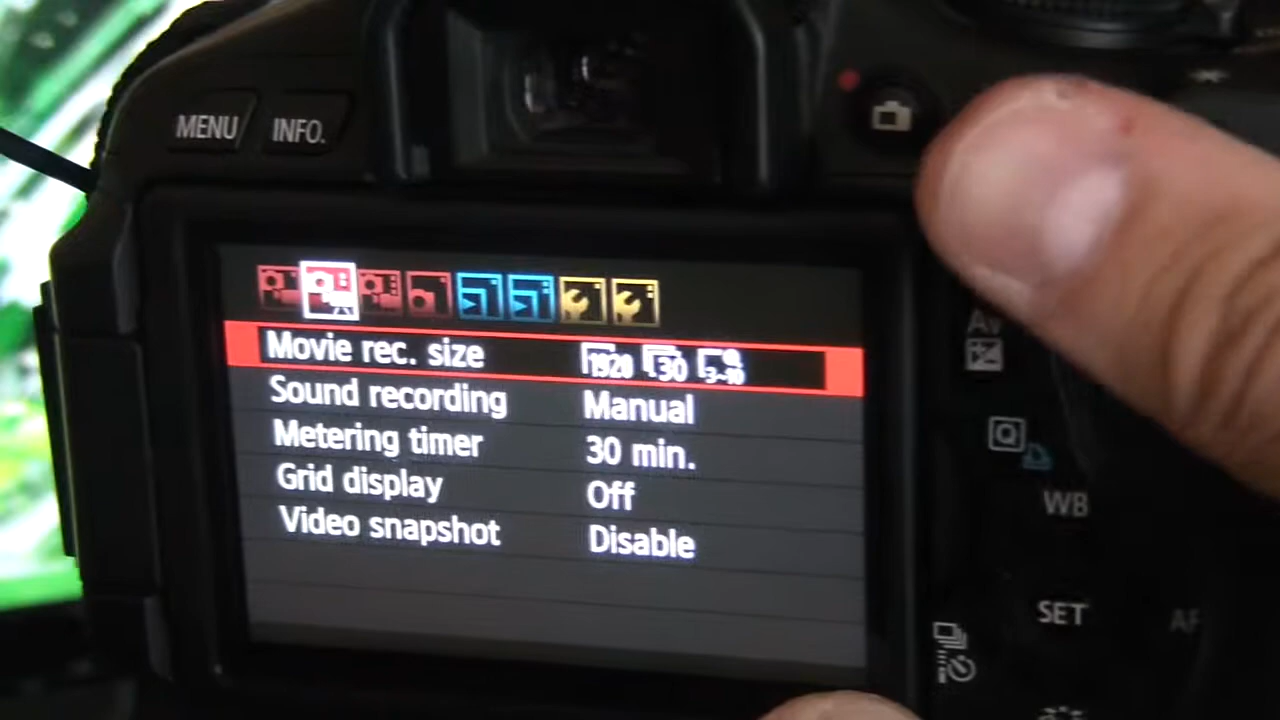 MENU INFO.
Movie rec. size 1920 30
Sound recording Manual
Metering timer 30 min.
Grid display Off
Video snapshot Disable
Av
Q
WB
SET
AF